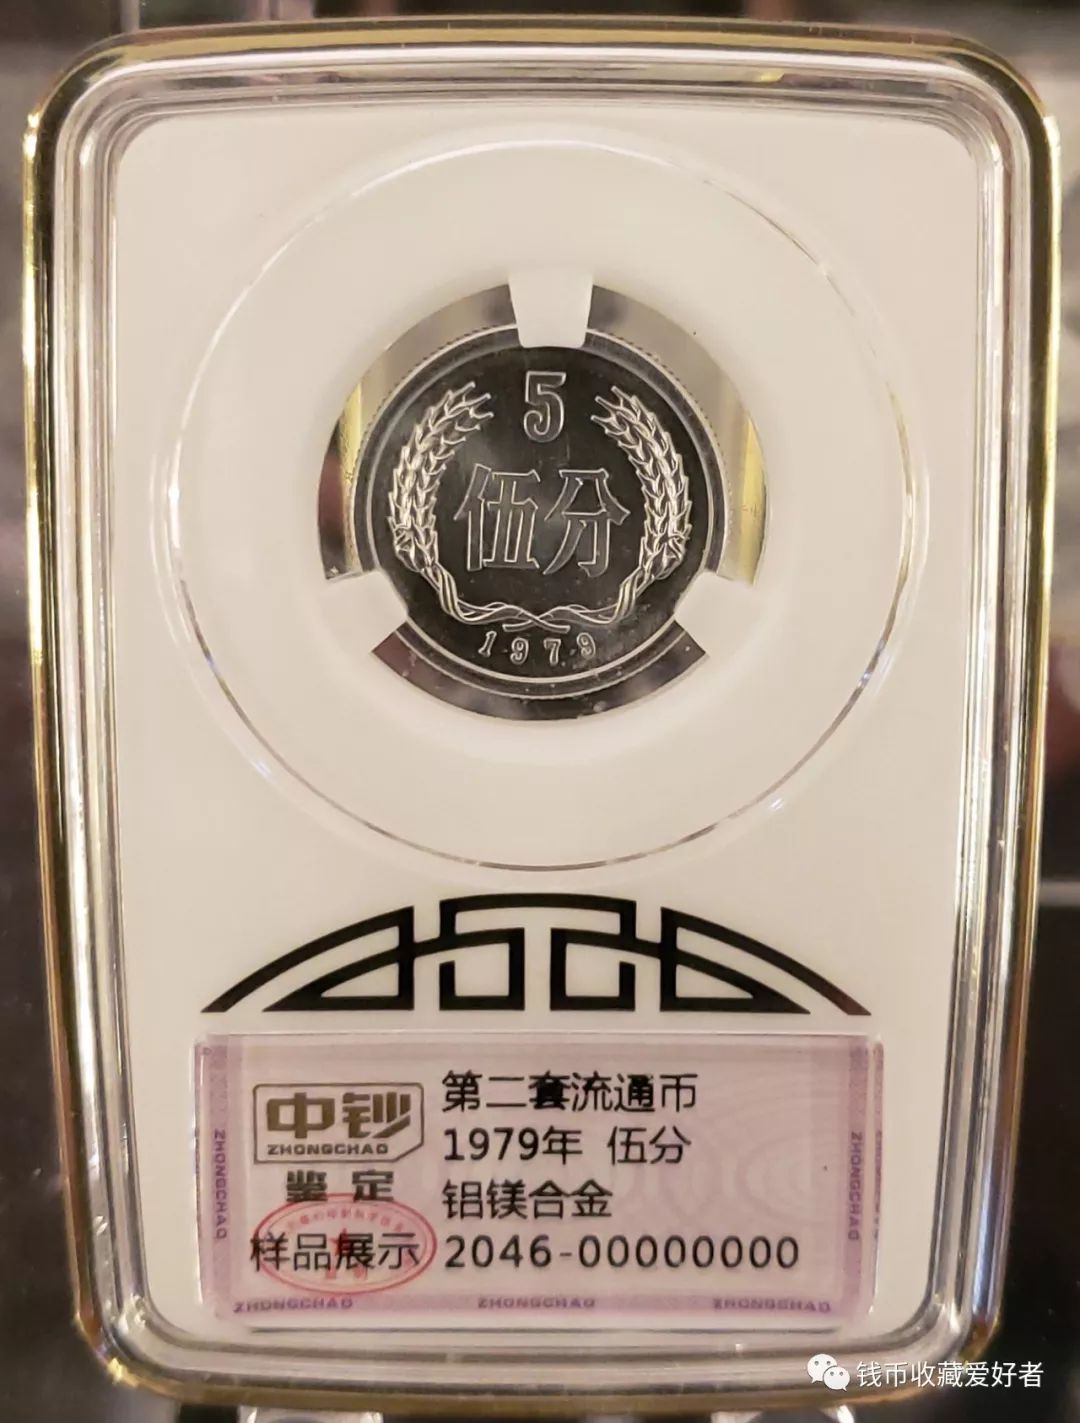 5
伍分
1979
中钞
ZHONGCHAO
鉴定
样品展示
第二套流通币
1979年 伍分
铝镁合金
2046-00000000
ZHONGCHAO
ZHONGCHAO
ZHONGCHAO ZHONGCHAO ZHONGCHAO
钱币收藏爱好者